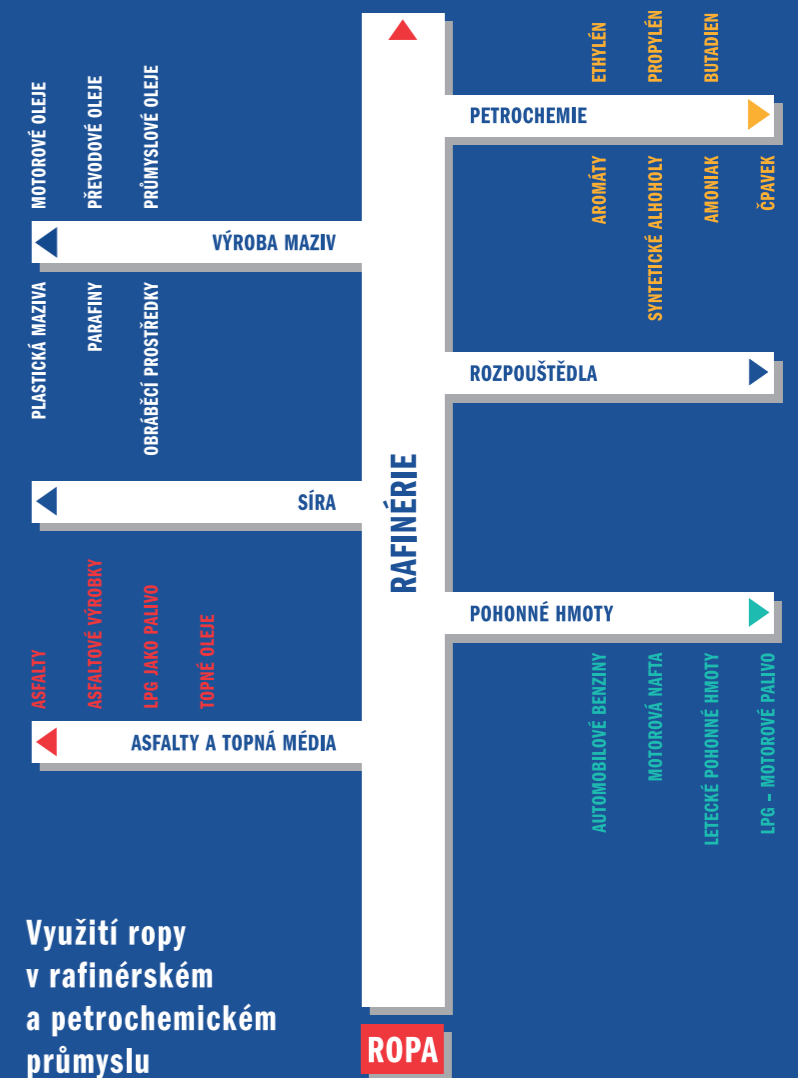 ETHYLÉN
PROPYLÉN
BUTADIEN
PETROCHEMIE
AROMÁTY
SYNTETICKÉ ALHOHOLY
AMONIAK
ČPAVEK
MOTOROVÉ OLEJE
PŘEVODOVÉ OLEJE
PRŮMYSLOVÉ OLEJE
VÝROBA MAZIV
PLASTICKÁ MAZIVA
PARAFINY
OBRÁBĚCÍ PROSTŘEDKY
ROZPOUŠTĚDLA
SÍRA
RAFINÉRIE
ASFALTY
ASFALTOVÉ VÝROBKY
LPG JAKO PALIVO
TOPNÉ OLEJE
ASFALTY A TOPNÁ MÉDIA
POHONNÉ HMOTY
AUTOMOBILOVÉ BENZINY
MOTOROVÁ NAFTA
LETECKÉ POHONNÉ HMOTY
LPG – MOTOROVÉ PALIVO
Využití ropy
v rafinérském
a petrochemickém
průmyslu
ROPA